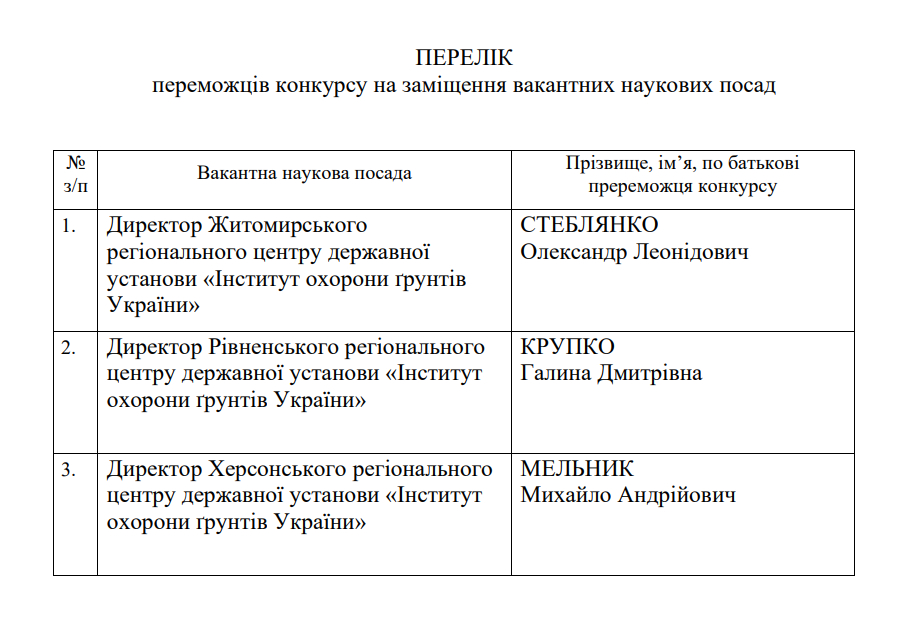 ПЕРЕЛІК
переможців конкурсу на заміщення вакантних наукових посад
№
з/п
Вакантна наукова посада
Прізвище, ім’я, по батькові
пререможця конкурсу
1.
Директор Житомирського
регіонального центру державної
установи «Інститут охорони ґрунтів
України»
СТЕБЛЯНКО
Олександр Леонідович
2.
Директор Рівненського регіонального
центру державної установи «Інститут
охорони ґрунтів України»
КРУПКО
Галина Дмитрівна
3.
Директор Херсонського регіонального
центру державної установи «Інститут
охорони ґрунтів України»
МЕЛЬНИК
Михайло Андрійович